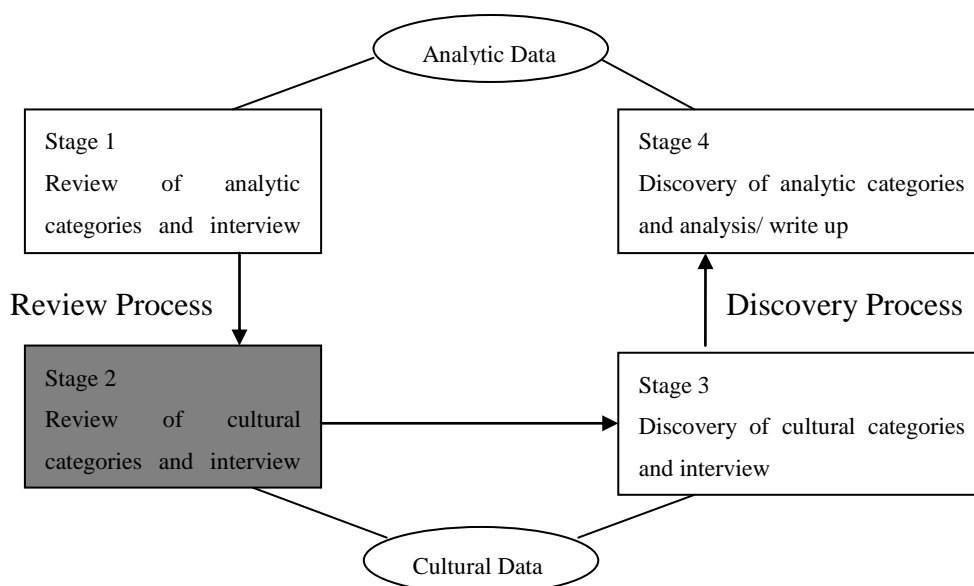 Analytic Data
Stage 1
Review of analytic
categories and interview
Stage 4
Discovery of analytic categories
and analysis/ write up
Review Process
Discovery Process
Stage 2
Review of cultural
categories and interview
Stage 3
Discovery of cultural categories
and interview
Cultural Data